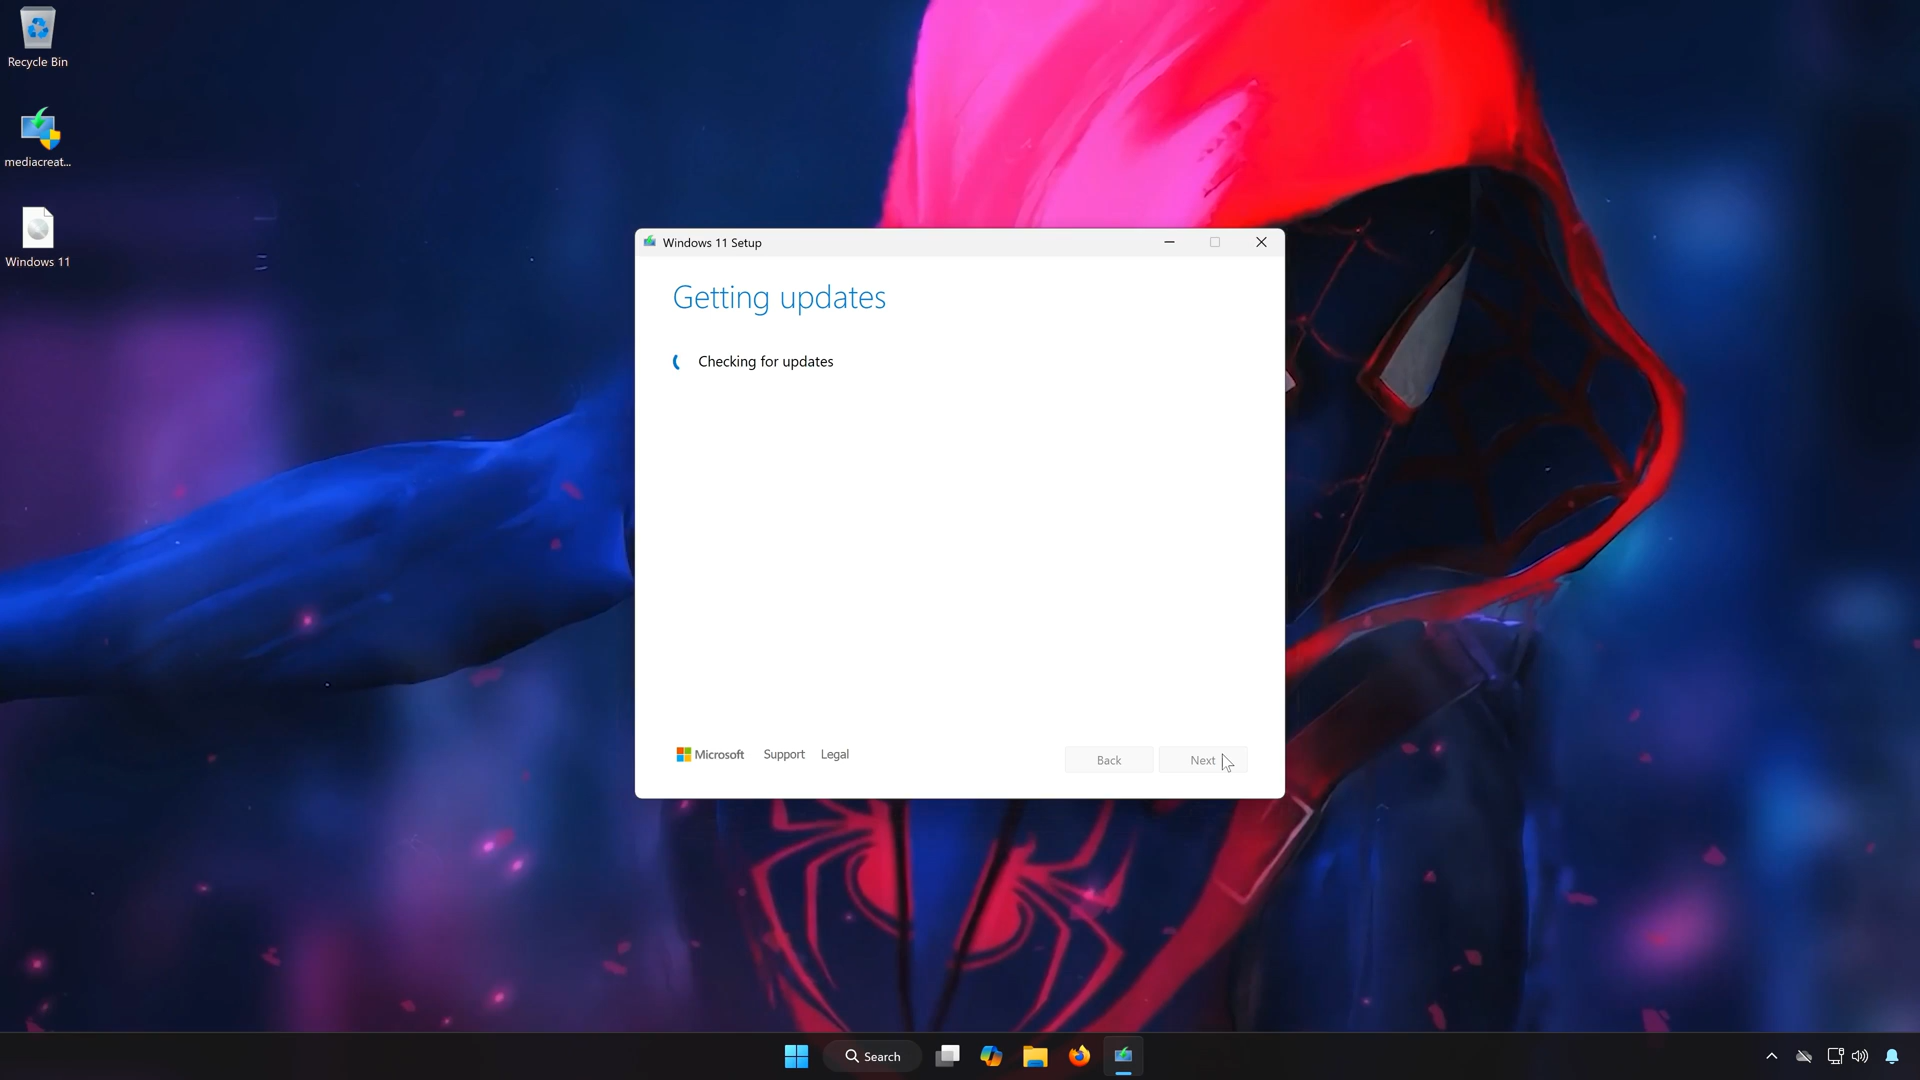 Recycle Bin
mediacreat...
Windows 11
Windows 11 Setup
Getting updates
Checking for updates
Microsoft Support Legal
Back Next
Search